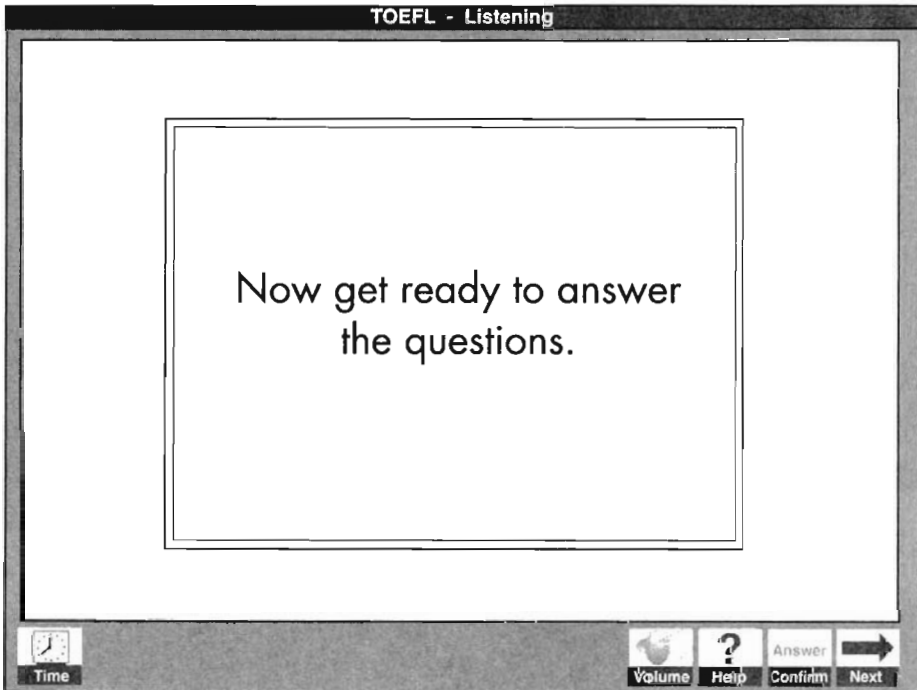 TOEFL - Listening
Now get ready to answer
the questions.
Time
Volume
?
Help
Answer
Confirm
Next